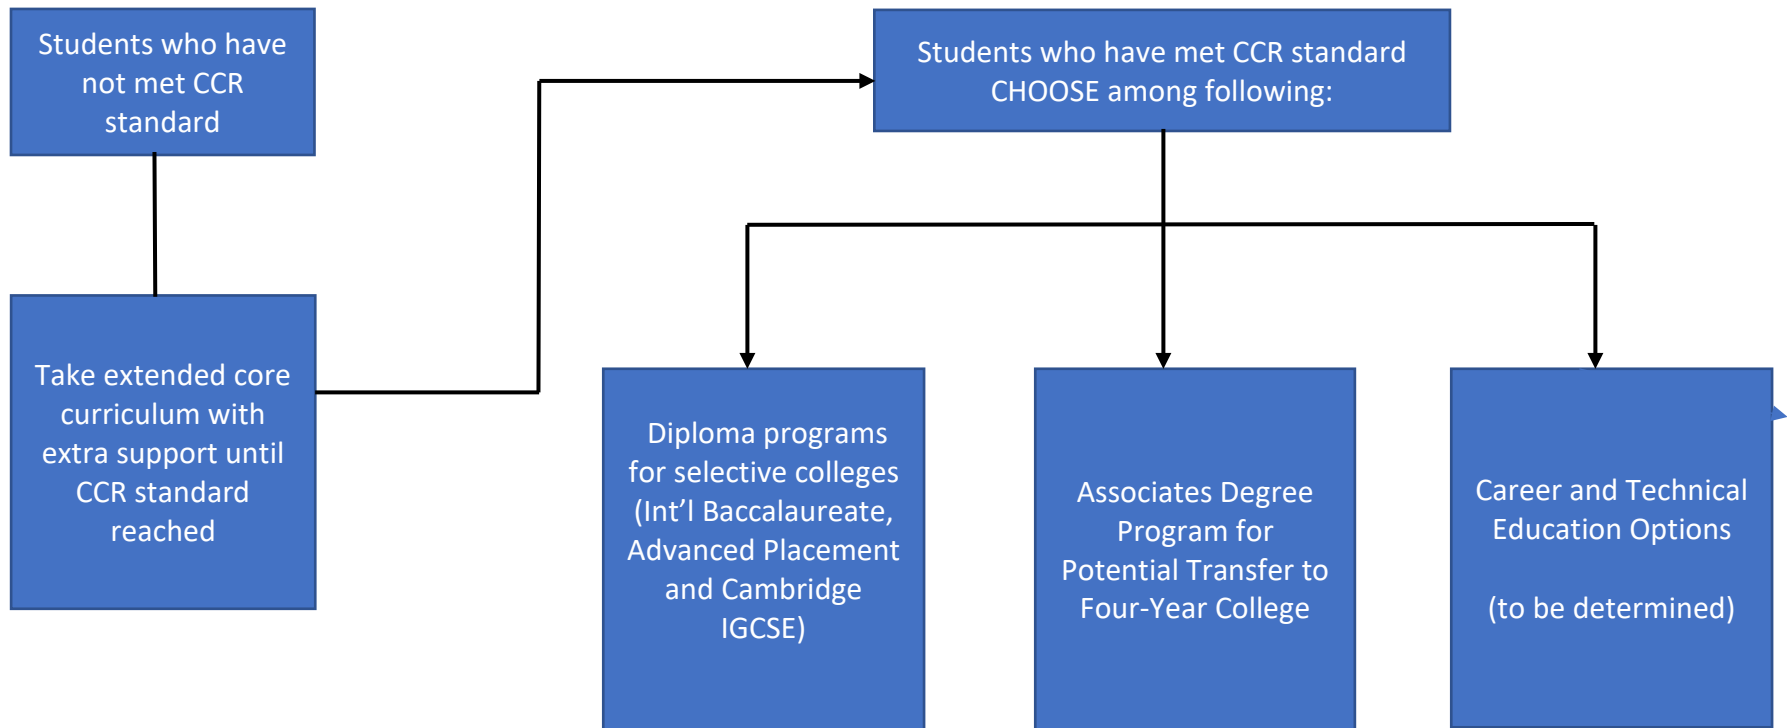 Students who have
not met CCR
standard
Students who have met CCR standard
CHOOSE among following:
Take extended core
curriculum with
extra support until
CCR standard
reached
Diploma programs
for selective colleges
(Int’l Baccalaureate,
Advanced Placement
and Cambridge
IGCSE)
Associates Degree
Program for
Potential Transfer to
Four-Year College
Career and Technical
Education Options
(to be determined)